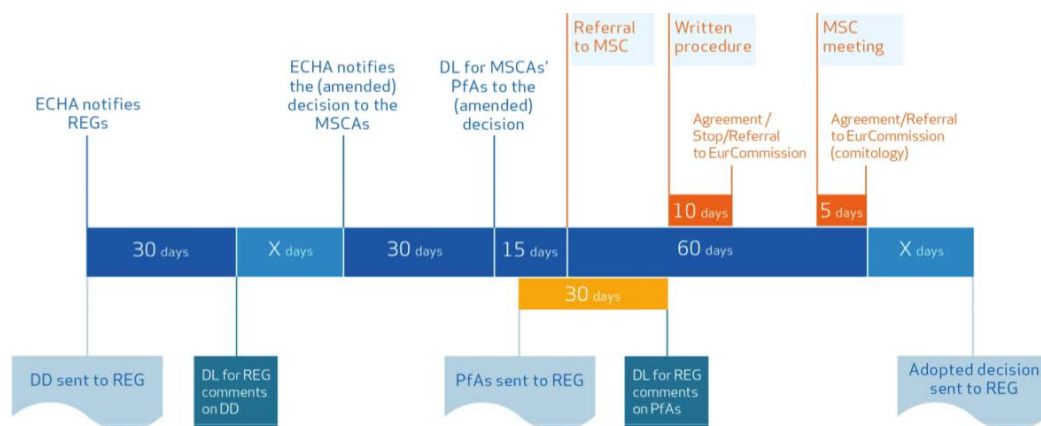 Referral
to MSC
Written
procedure
MSC
meeting
ECHA notifies
the (amended)
decision to the
MSCAs
DL for MSCAs'
PfAs to the
(amended)
decision
ECHA notifies
REGs
Agreement /
Stop/Referral
to EurCommission
Agreement/Referral
to EurCommission
(comitology)
10 days
5 days
30 days
X days
30 days
15 days
60 days
X days
30 days
DD sent to REG
DL for REG
comments
on DD
PfAs sent to REG
DL for REG
comments
on PfAs
Adopted decision
sent to REG